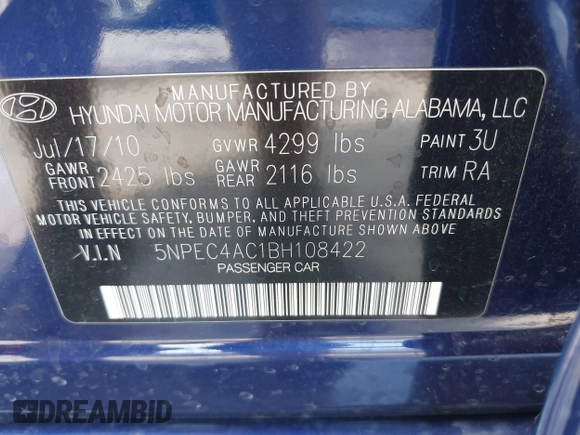 MANUFACTURED BY
HYUNDAI MOTOR MANUFACTURING ALABAMA, LLC
Jul/17/10 GVWR 4299 lbs PAINT 3U
GAWR FRONT 2425 lbs GAWR REAR 2116 lbs TRIM RA
THIS VEHICLE CONFORMS TO ALL APPLICABLE U.S.A. FEDERAL
MOTOR VEHICLE SAFETY, BUMPER, AND THEFT PREVENTION STANDARDS
IN EFFECT ON THE DATE OF MANUFACTURE SHOWN ABOVE.
V.I.N 5NPEC4AC1BH108422
PASSENGER CAR
DREAMBID